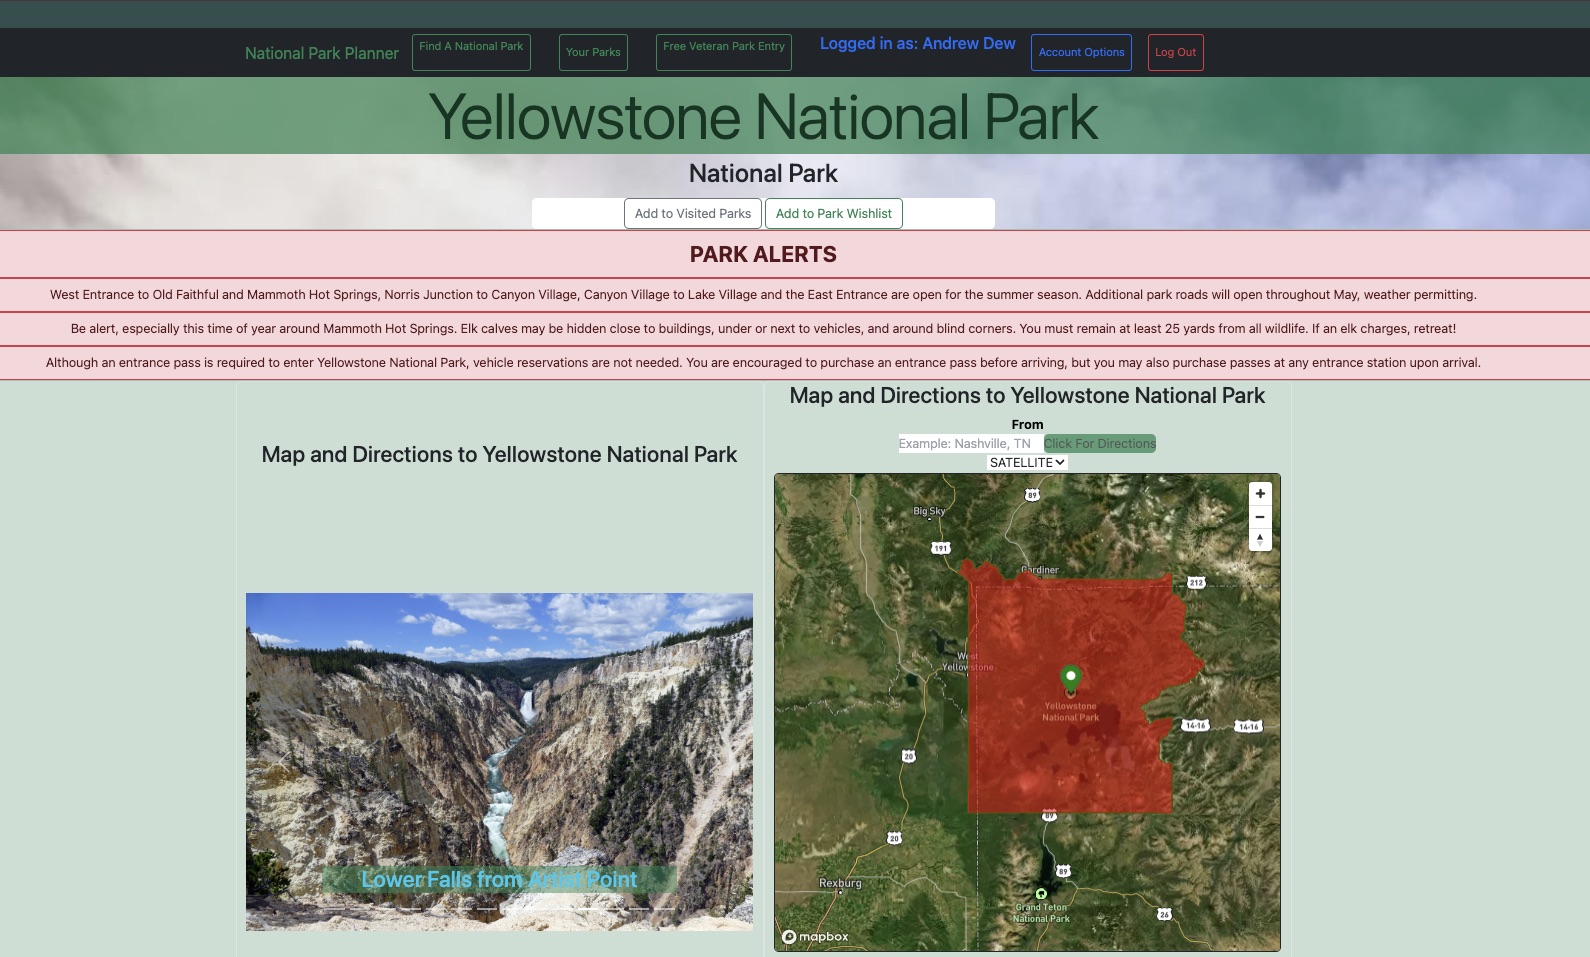 National Park Planner
Find A National Park
Your Parks
Free Veteran Park Entry
Logged in as: Andrew Dew
Account Options
Log Out
Yellowstone National Park
National Park
Add to Visited Parks
Add to Park Wishlist
PARK ALERTS
West Entrance to Old Faithful and Mammoth Hot Springs, Norris Junction to Canyon Village, Canyon Village to Lake Village and the East Entrance are open for the summer season. Additional park roads will open throughout May, weather permitting.
Be alert, especially this time of year around Mammoth Hot Springs. Elk calves may be hidden close to buildings, under or next to vehicles, and around blind corners. You must remain at least 25 yards from all wildlife. If an elk charges, retreat!
Although an entrance pass is required to enter Yellowstone National Park, vehicle reservations are not needed. You are encouraged to purchase an entrance pass before arriving, but you may also purchase passes at any entrance station upon arrival.
Map and Directions to Yellowstone National Park
Lower Falls from Artist Point
Map and Directions to Yellowstone National Park
From
Example: Nashville, TN
Click For Directions
SATELLITE
89
Big Sky
191
Gardiner
212
West
Yellowstone
Yellowstone
National Park
14-16
14-16
20
89
20
89
Rexburg
Grand Teton
National Park
26
mapbox